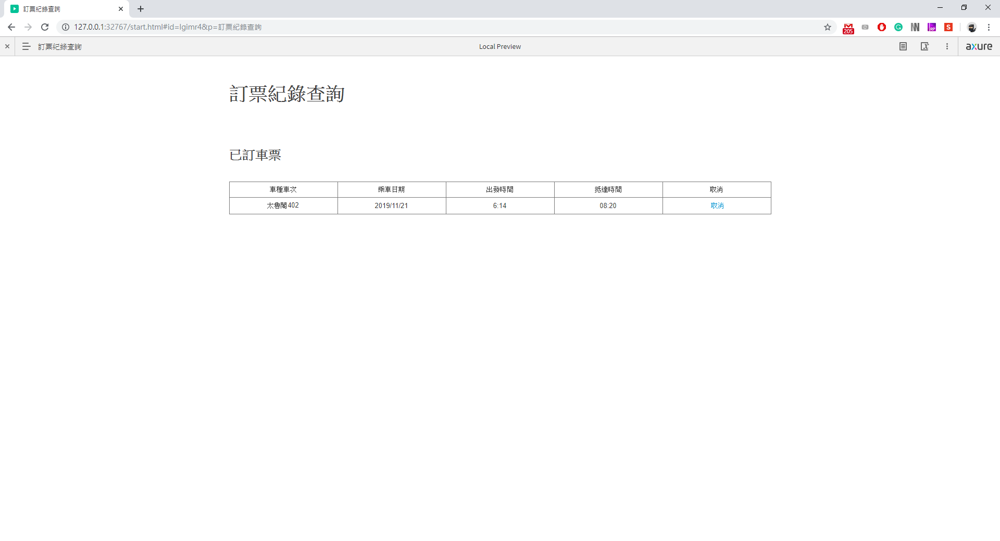 訂票紀錄查詢
127.0.0.1:32767/start.html#id=lgimr4&p=訂票紀錄查詢
205
RP
S
訂票紀錄查詢
Local Preview
axure
訂票紀錄查詢
已訂車票
車種車次 乘車日期 出發時間 抵達時間 取消
太魯閣402 2019/11/21 6:14 08:20 取消